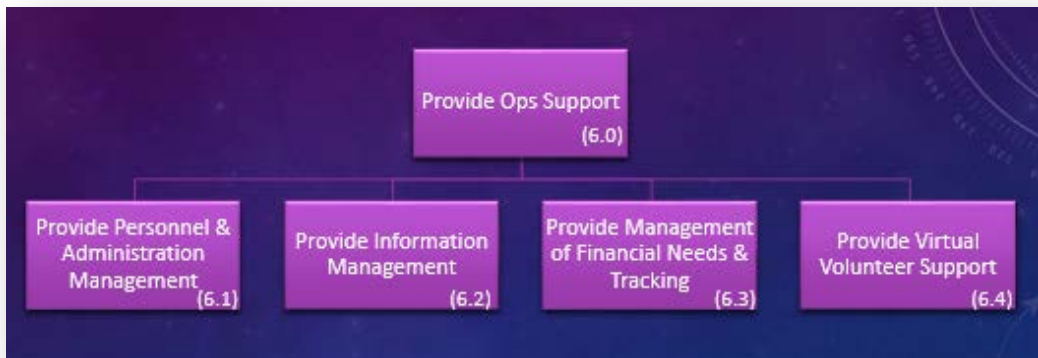 Provide Ops Support
(6.0)
Provide Personnel &
Administration
Management
(6.1)
Provide Information
Management
(6.2)
Provide Management
of Financial Needs &
Tracking
(6.3)
Provide Virtual
Volunteer Support
(6.4)